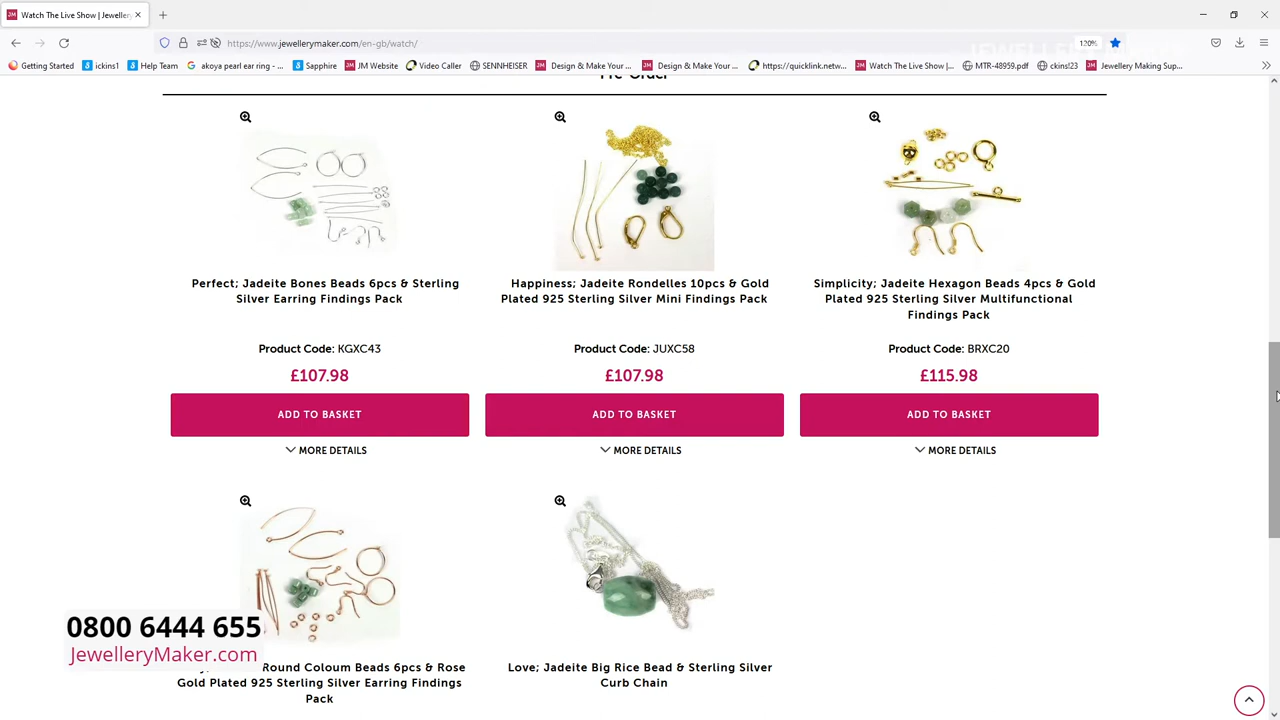 Watch The Live Show | Jeweller
https://www.jewellerymaker.com/en-gb/watch/
120%
Getting Started
ickins1
Help Team
akoya pearl ear ring - ...
Sapphire
JM Website
Video Caller
SENNHEISER
Design & Make Your ...
Design & Make Your ...
https://quicklink.netw...
Watch The Live Show |...
MTR-48959.pdf
ckins!23
Jewellery Making Sup...
Pre-Order
Perfect; Jadeite Bones Beads 6pcs & Sterling
Silver Earring Findings Pack
Product Code: KGXC43
£107.98
ADD TO BASKET
MORE DETAILS
Happiness; Jadeite Rondelles 10pcs & Gold
Plated 925 Sterling Silver Mini Findings Pack
Product Code: JUXC58
£107.98
ADD TO BASKET
MORE DETAILS
Simplicity; Jadeite Hexagon Beads 4pcs & Gold
Plated 925 Sterling Silver Multifunctional
Findings Pack
Product Code: BRXC20
£115.98
ADD TO BASKET
MORE DETAILS
0800 6444 655
JewelleryMaker.com
Round Coloum Beads 6pcs & Rose
Gold Plated 925 Sterling Silver Earring Findings
Pack
Love; Jadeite Big Rice Bead & Sterling Silver
Curb Chain